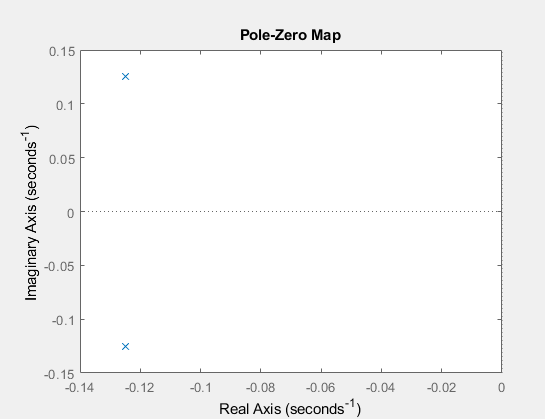 Pole-Zero Map
0.15
0.1
0.05
0
-0.05
-0.1
-0.15
Imaginary Axis (seconds-1)
-0.14 -0.12 -0.1 -0.08 -0.06 -0.04 -0.02 0
Real Axis (seconds-1)